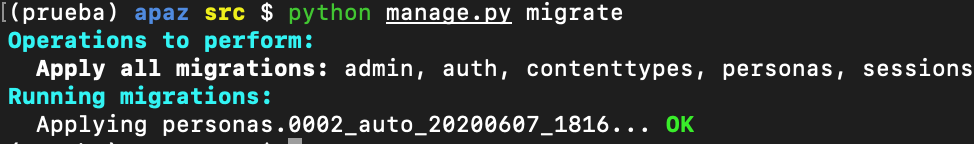 (prueba) apaz src $ python manage.py migrate
Operations to perform:
Apply all migrations: admin, auth, contenttypes, personas, sessions
Running migrations:
Applying personas.0002_auto_20200607_1816... OK